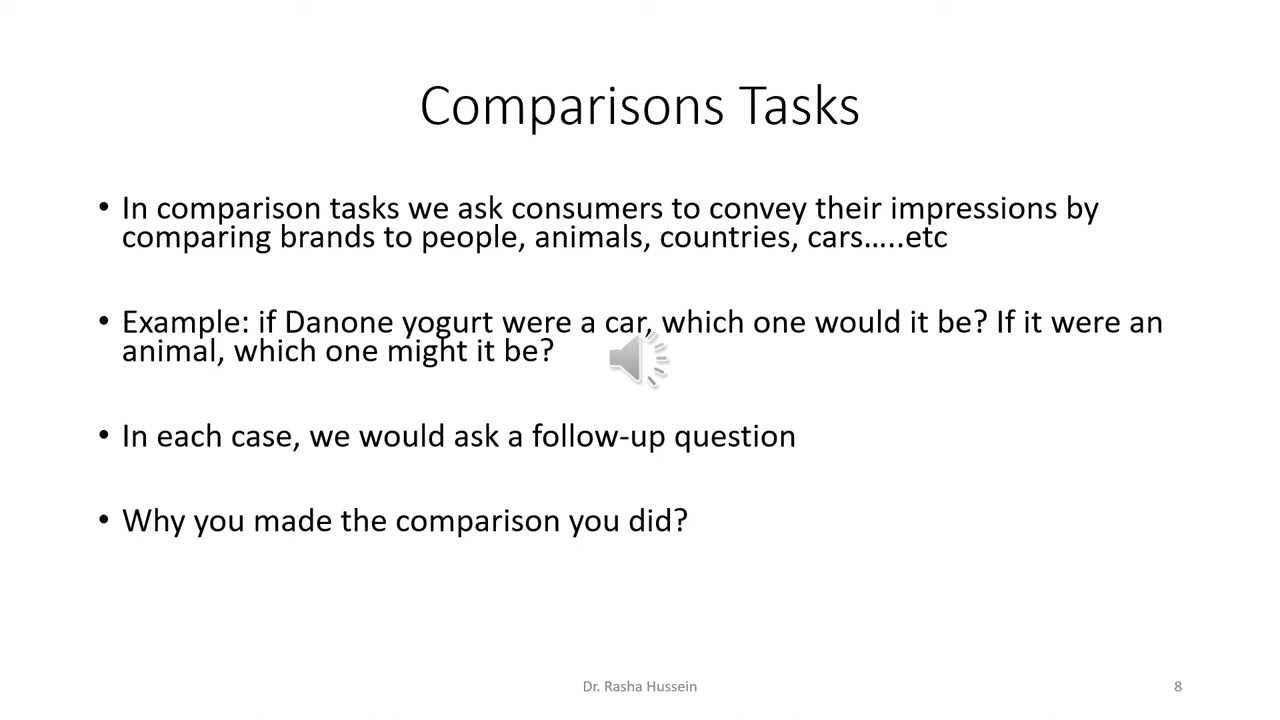 Comparisons Tasks
• In comparison tasks we ask consumers to convey their impressions by
comparing brands to people, animals, countries, cars.....etc
• Example: if Danone yogurt were a car, which one would it be? If it were an
animal, which one might it be?
• In each case, we would ask a follow-up question
• Why you made the comparison you did?
Dr. Rasha Hussein
8